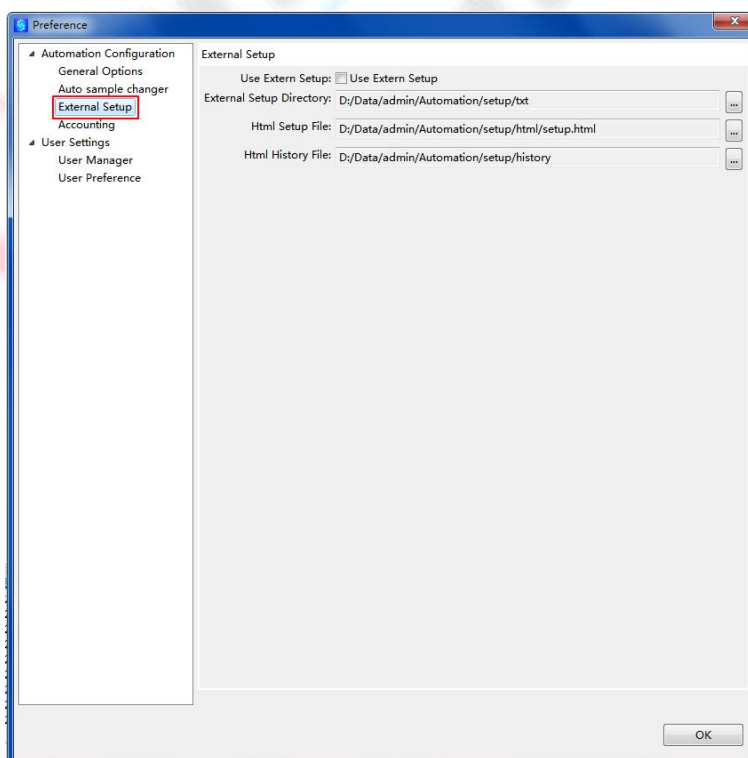 Preference
Automation Configuration
General Options
Auto sample changer
External Setup
Accounting
User Settings
User Manager
User Preference
External Setup
Use Extern Setup: Use Extern Setup
External Setup Directory: D:/Data/admin/Automation/setup/txt ...
Html Setup File: D:/Data/admin/Automation/setup/html/setup.html ...
Html History File: D:/Data/admin/Automation/setup/history ...
OK